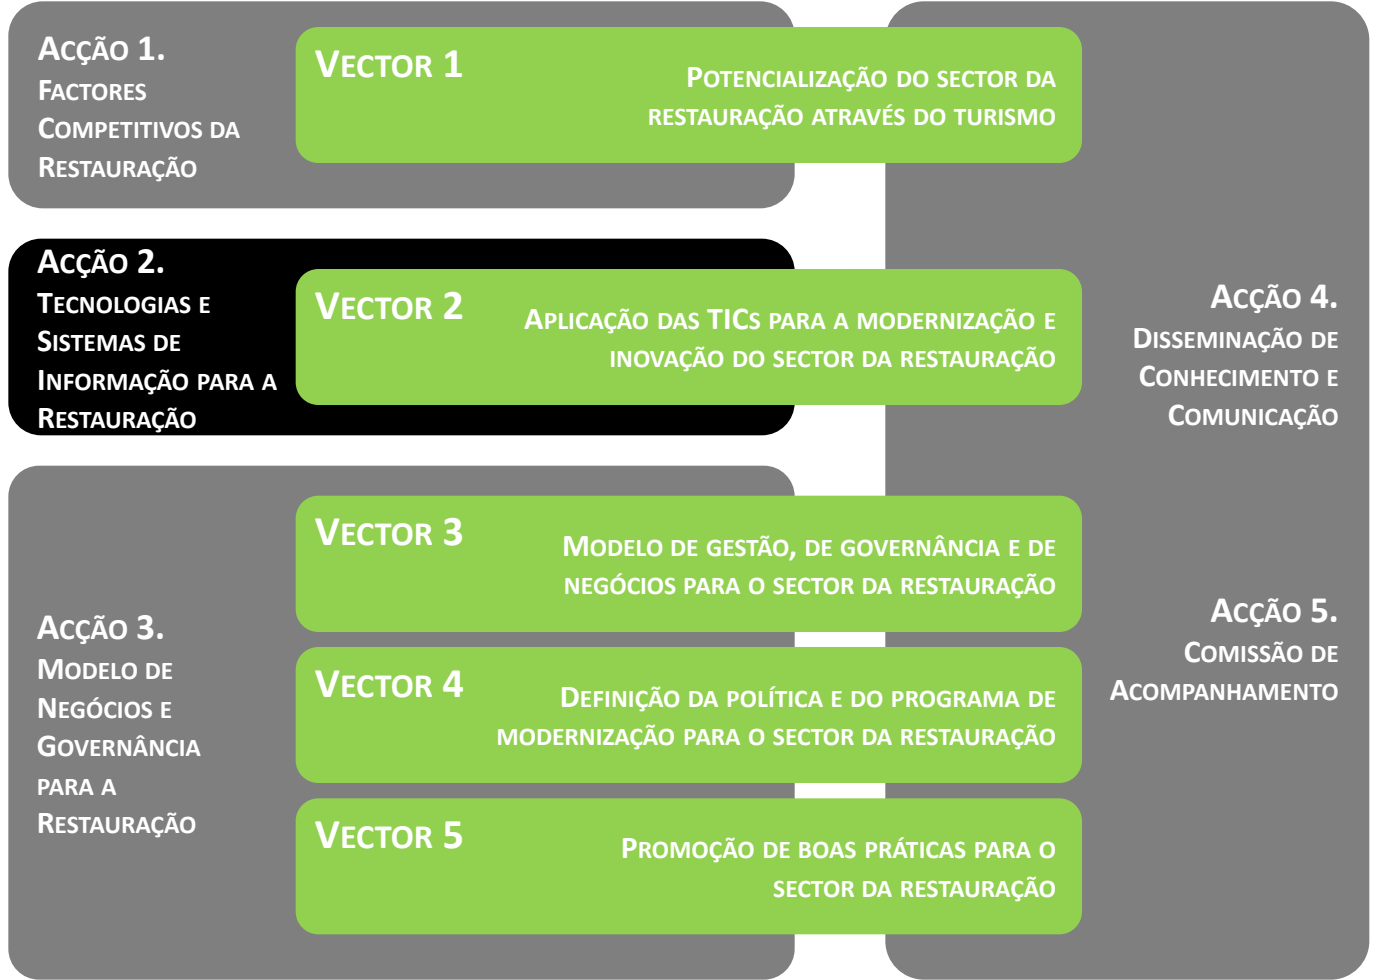 Acção 1.
Factores
Competitivos da
Restauração
Vector 1
Potencialização do sector da
restauração através do turismo
Acção 2.
Tecnologias e
Sistemas de
Informação para a
Restauração
Vector 2
Aplicação das TICs para a modernização e
inovação do sector da restauração
Acção 3.
Modelo de
Negócios e
Governância
para a
Restauração
Vector 3
Modelo de gestão, de governância e de
negócios para o sector da restauração
Vector 4
Definição da política e do programa de
modernização para o sector da restauração
Vector 5
Promoção de boas práticas para o
sector da restauração
Acção 4.
Disseminação de
Conhecimento e
Comunicação
Acção 5.
Comissão de
Acompanhamento